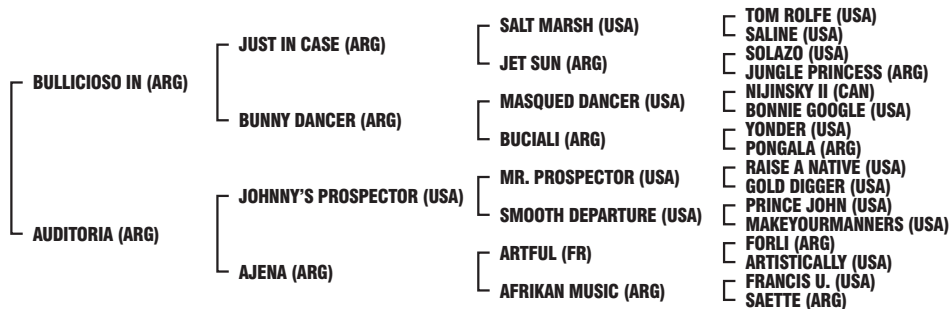 TOM ROLFE (USA)
SALT MARSH (USA)
SALINE (USA)
JUST IN CASE (ARG)
SOLAZO (USA)
JET SUN (ARG)
JUNGLE PRINCESS (ARG)
BULLICIOSO IN (ARG)
NIJINSKY II (CAN)
MASQUED DANCER (USA)
BONNIE GOOGLE (USA)
BUNNY DANCER (ARG)
YONDER (USA)
BUCIALI (ARG)
PONGALA (ARG)
RAISE A NATIVE (USA)
MR. PROSPECTOR (USA)
GOLD DIGGER (USA)
JOHNNY'S PROSPECTOR (USA)
PRINCE JOHN (USA)
SMOOTH DEPARTURE (USA)
MAKEYOURMANNERS (USA)
AUDITORIA (ARG)
FORLI (ARG)
ARTFUL (FR)
ARTISTICALLY (USA)
AJENA (ARG)
FRANCIS U. (USA)
AFRIKAN MUSIC (ARG)
SAETTE (ARG)